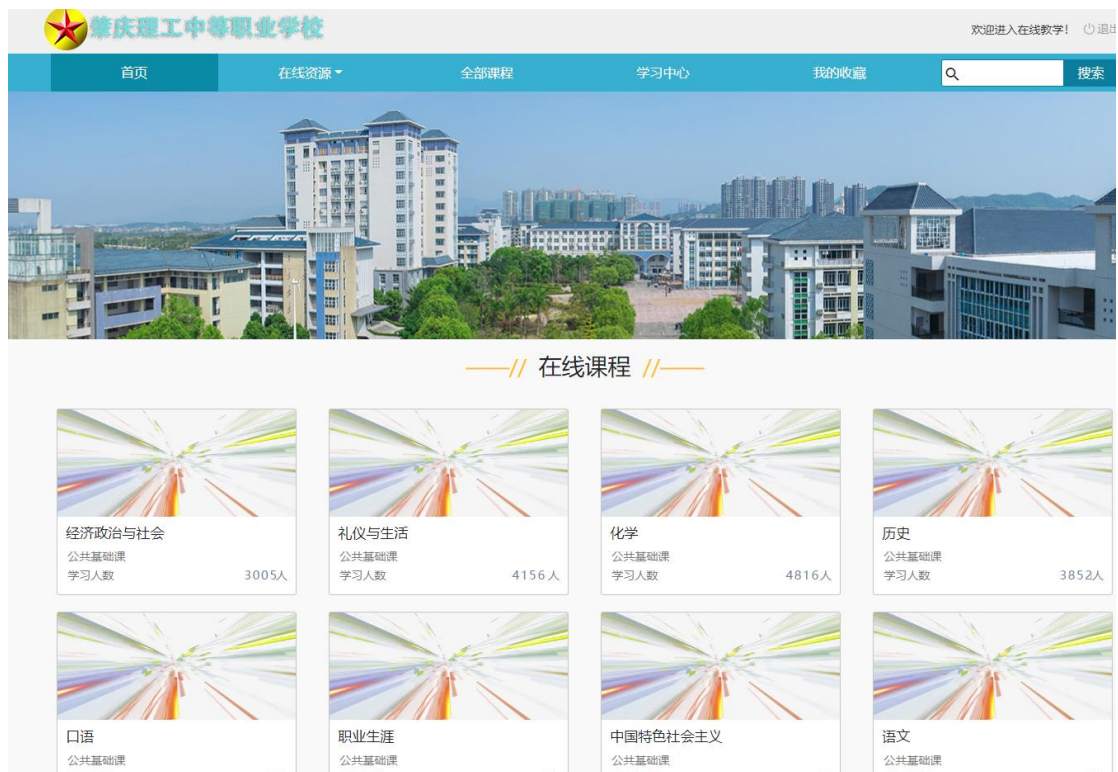 肇庆理工中等职业学校
欢迎进入在线教学! 退出
首页 在线资源 全部课程 学习中心 我的收藏 搜索
在线课程
经济政治与社会 礼仪与生活 化学 历史
公共基础课 公共基础课 公共基础课 公共基础课
学习人数 3005人 学习人数 4156人 学习人数 4816人 学习人数 3852人
口语 职业生涯 中国特色社会主义 语文
公共基础课 公共基础课 公共基础课 公共基础课